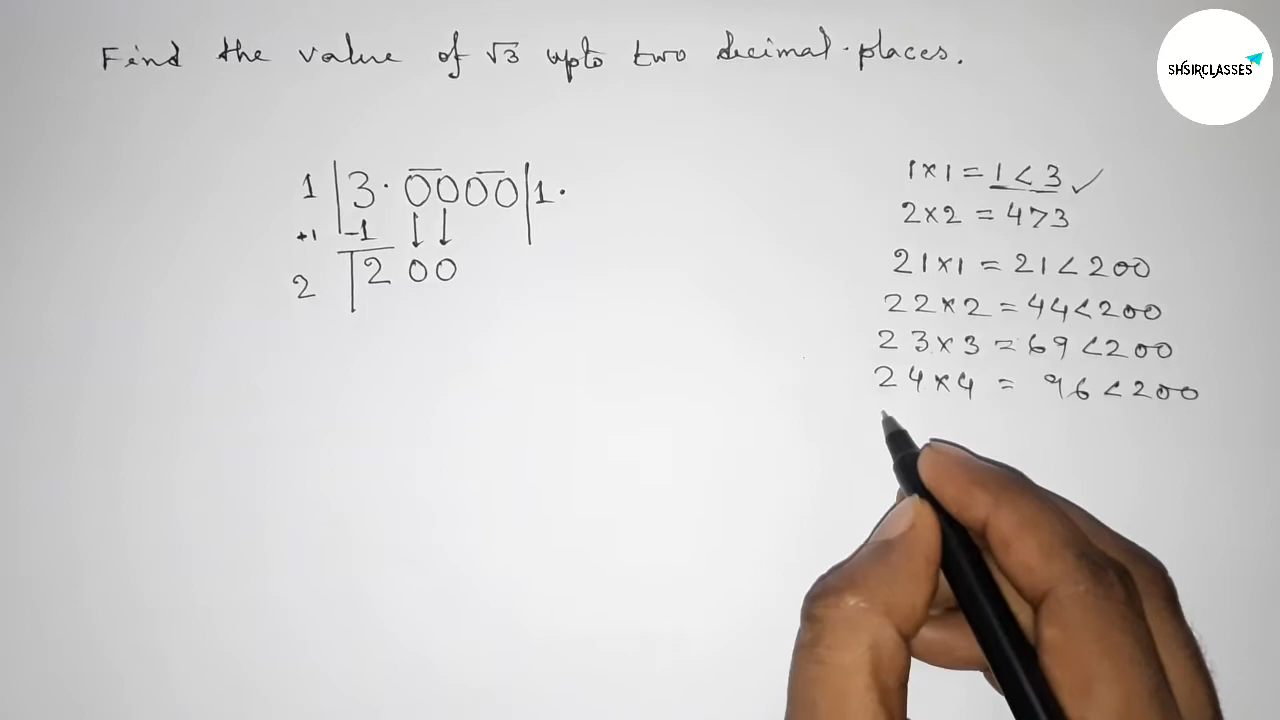 Find the value of √3 upto two decimal places.
SHSIRCLASSES
1 3.0000 1.
+1 -1
2 200
1×1 = 1<3 ✓
2×2 = 4>3
21×1 = 21<200
22×2 = 44<200
23×3 = 69<200
24×4 = 96<200